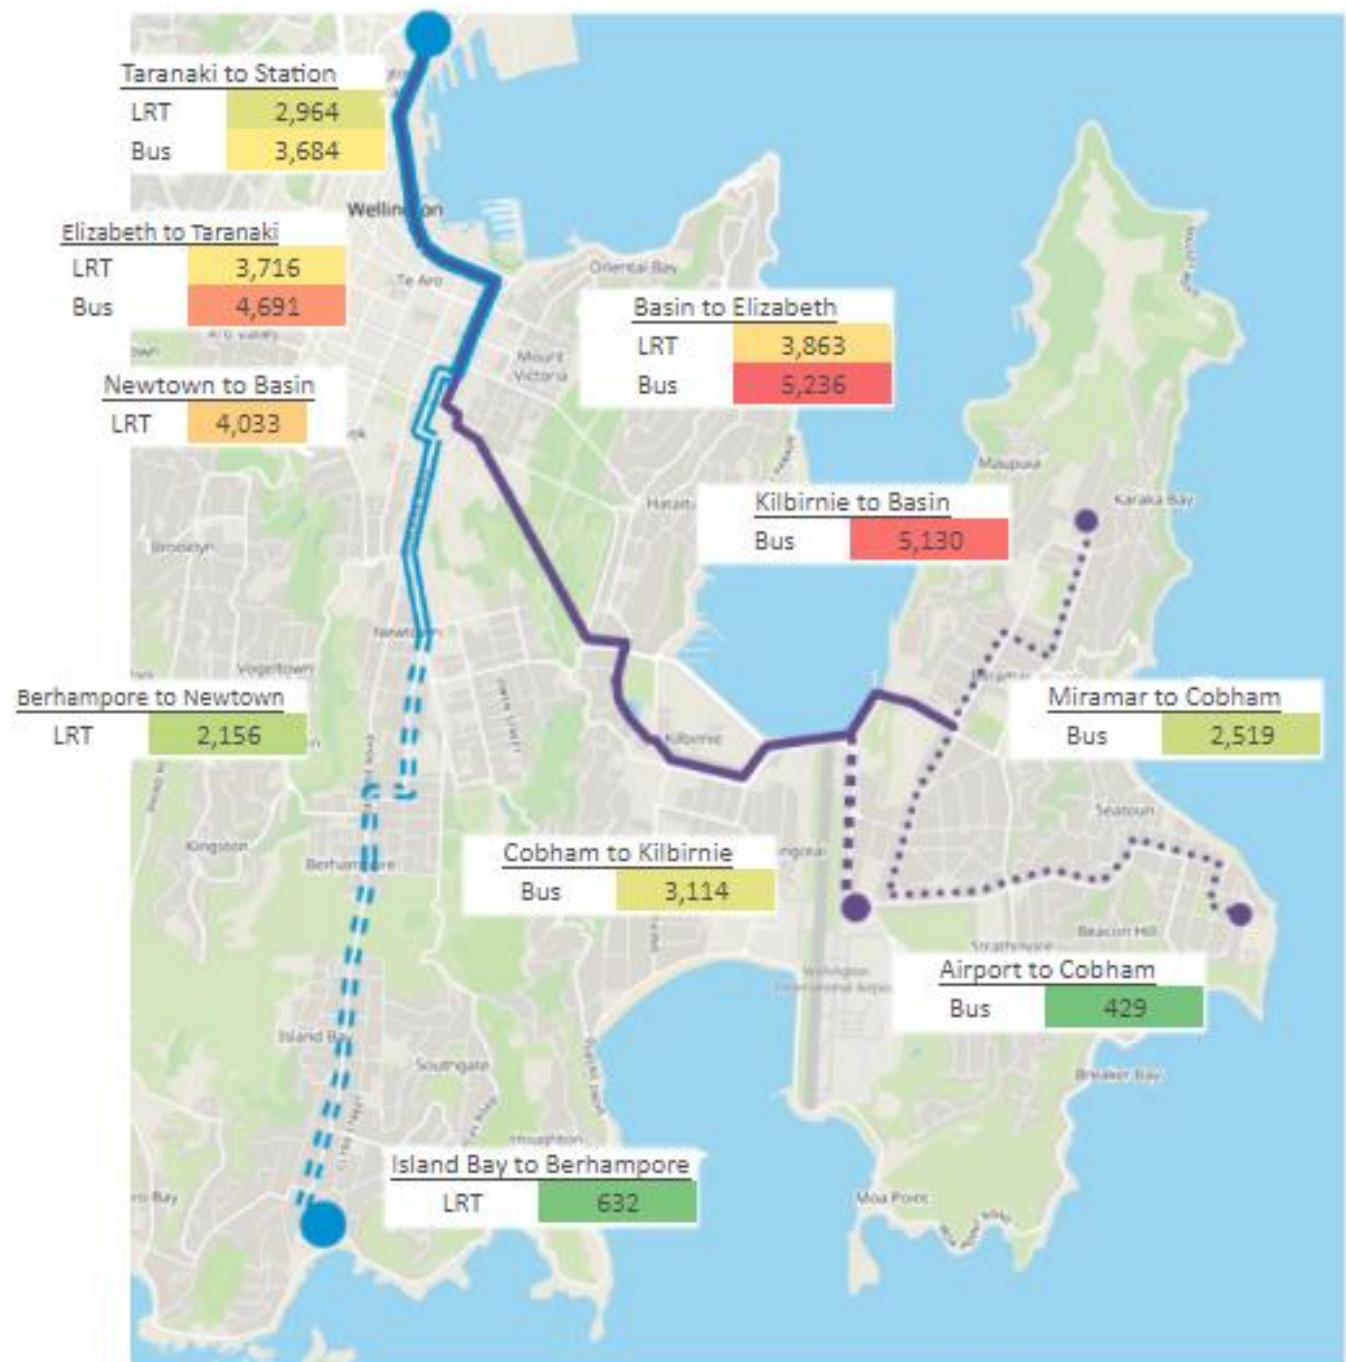 Taranaki to Station
LRT 2,964
Bus 3,684
Wellington
Elizabeth to Taranaki
LRT 3,716
Bus 4,691
Te Aro
Oriental Bay
Basin to Elizabeth
LRT 3,863
Bus 5,236
Mount
Victoria
Newtown to Basin
LRT 4,033
Maupuia
Karaka Bay
Kilbirnie to Basin
Bus 5,130
Brooklyn
Newtown
Vogeltown
Berhampore to Newtown
LRT 2,156
Miramar to Cobham
Bus 2,519
Kilbirnie
Seatoun
Kingston
Berhampore
Cobham to Kilbirnie
Bus 3,114
Beacon Hill
Strathmore
Wellington
International Airport
Airport to Cobham
Bus 429
Island Bay
Southgate
Breaker Bay
Houghton
Island Bay to Berhampore
LRT 632
Moa Point